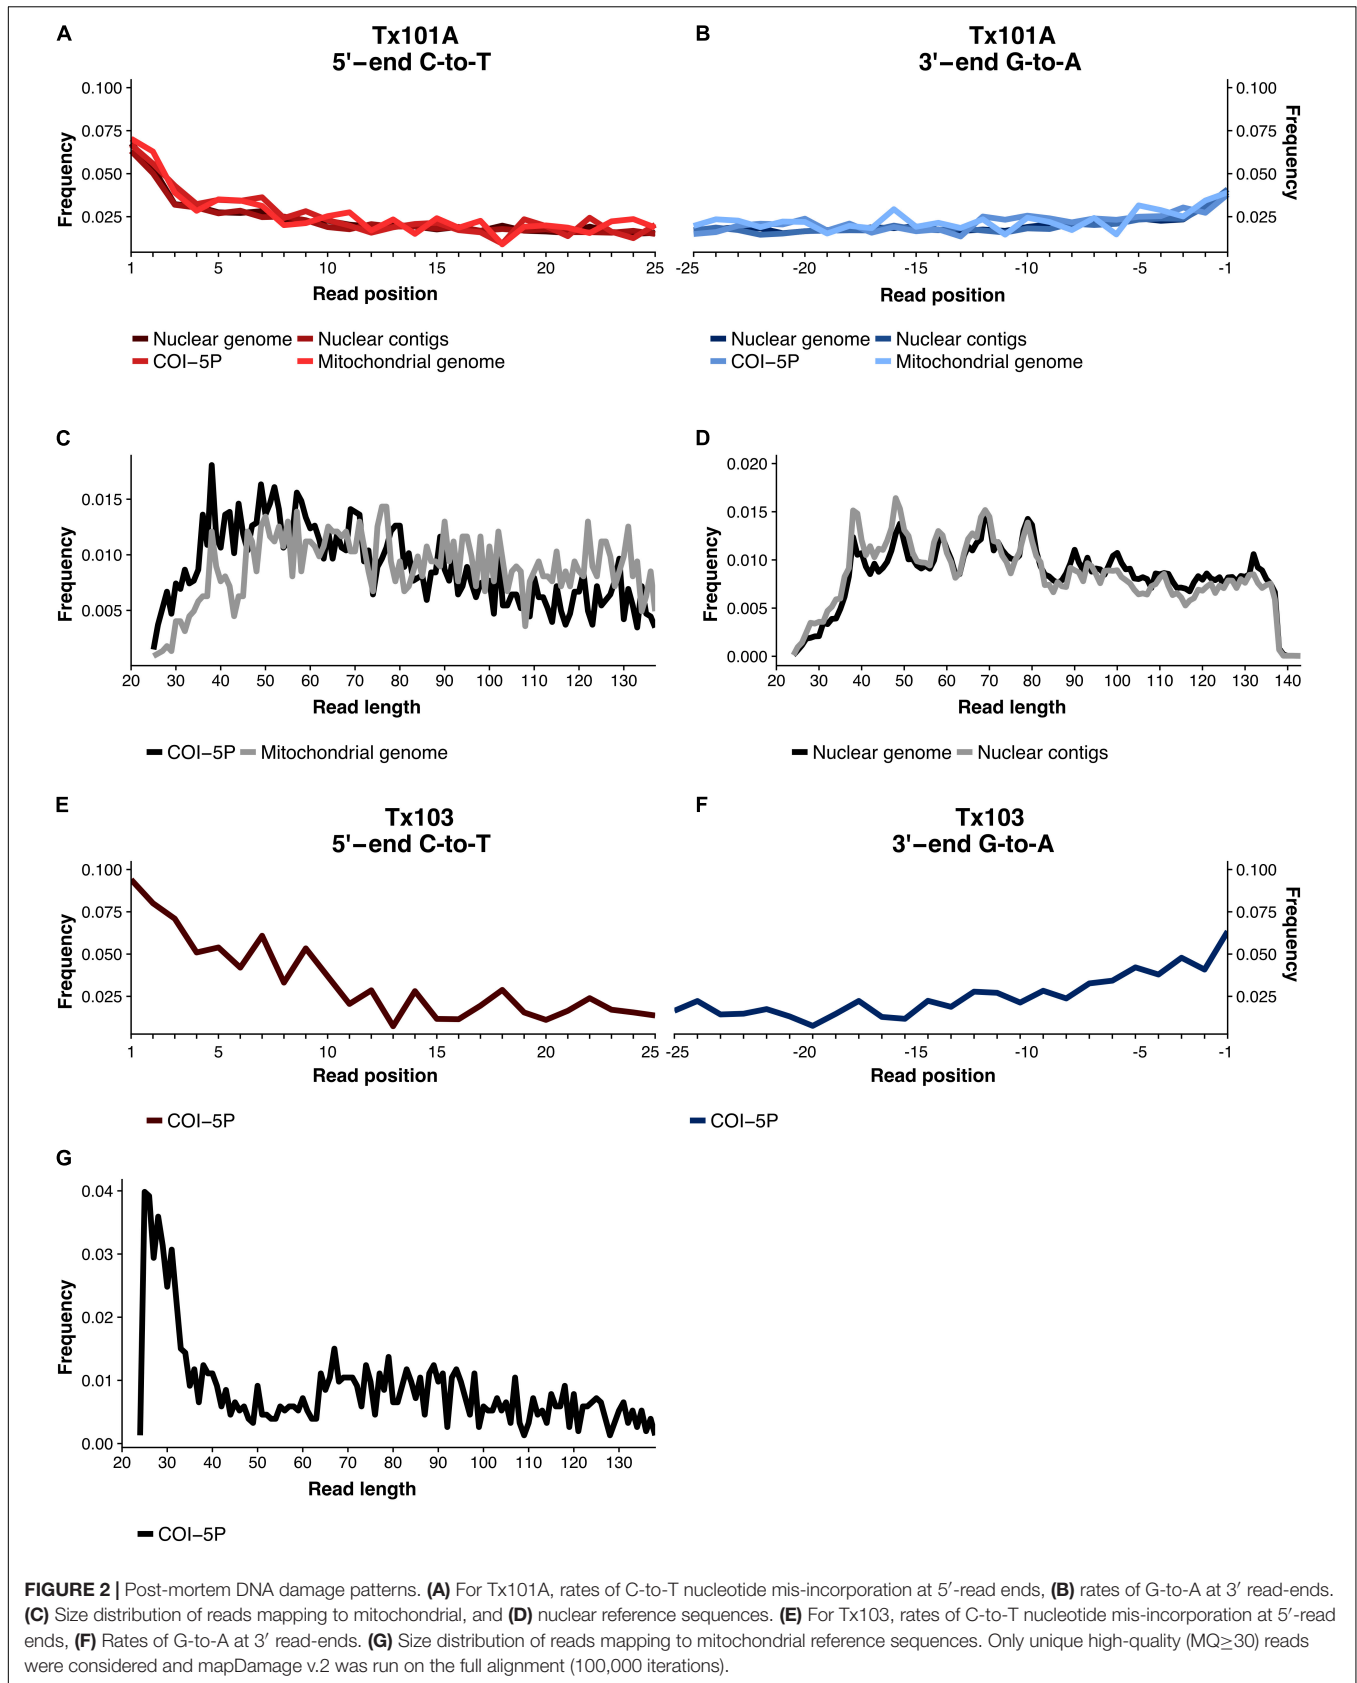 A
Tx101A
5'–end C-to-T
0.100
0.075
0.050
0.025
Frequency
1 5 10 15 20 25
Read position
Nuclear genome Nuclear contigs
COI–5P Mitochondrial genome
B
Tx101A
3'–end G-to-A
0.100
0.075
0.050
0.025
Frequency
-25 -20 -15 -10 -5 -1
Read position
Nuclear genome Nuclear contigs
COI–5P Mitochondrial genome
C
0.015
0.010
0.005
Frequency
20 30 40 50 60 70 80 90 100 110 120 130
Read length
COI–5P Mitochondrial genome
D
0.020
0.015
0.010
0.005
0.000
Frequency
20 30 40 50 60 70 80 90 100 110 120 130 140
Read length
Nuclear genome Nuclear contigs
E
Tx103
5'–end C-to-T
0.100
0.075
0.050
0.025
Frequency
1 5 10 15 20 25
Read position
COI–5P
F
Tx103
3'–end G-to-A
0.100
0.075
0.050
0.025
Frequency
-25 -20 -15 -10 -5 -1
Read position
COI–5P
G
0.04
0.03
0.02
0.01
0.00
Frequency
20 30 40 50 60 70 80 90 100 110 120 130
Read length
COI–5P
FIGURE 2 | Post-mortem DNA damage patterns. (A) For Tx101A, rates of C-to-T nucleotide mis-incorporation at 5′-read ends, (B) rates of G-to-A at 3′ read-ends.
(C) Size distribution of reads mapping to mitochondrial, and (D) nuclear reference sequences. (E) For Tx103, rates of C-to-T nucleotide mis-incorporation at 5′-read
ends, (F) Rates of G-to-A at 3′ read-ends. (G) Size distribution of reads mapping to mitochondrial reference sequences. Only unique high-quality (MQ≥30) reads
were considered and mapDamage v.2 was run on the full alignment (100,000 iterations).